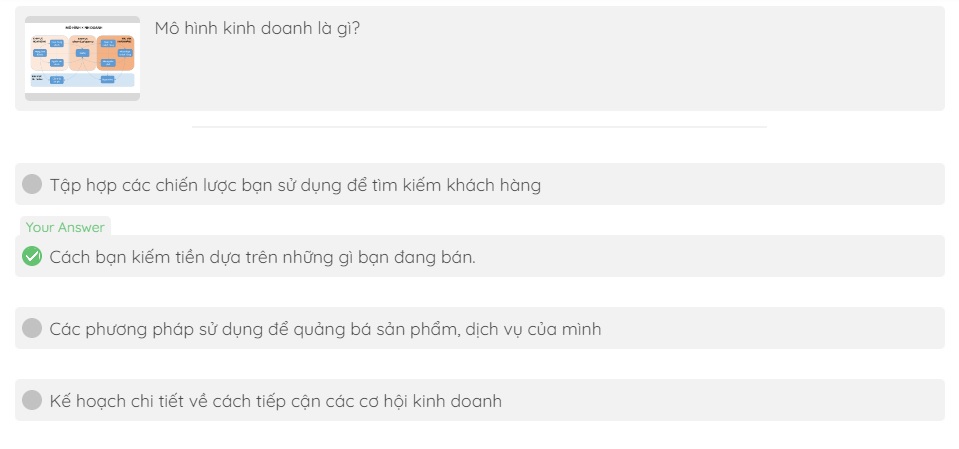 Mô hình kinh doanh là gì?
Tập hợp các chiến lược bạn sử dụng để tìm kiếm khách hàng
Your Answer
Cách bạn kiếm tiền dựa trên những gì bạn đang bán.
Các phương pháp sử dụng để quảng bá sản phẩm, dịch vụ của mình
Kế hoạch chi tiết về cách tiếp cận các cơ hội kinh doanh